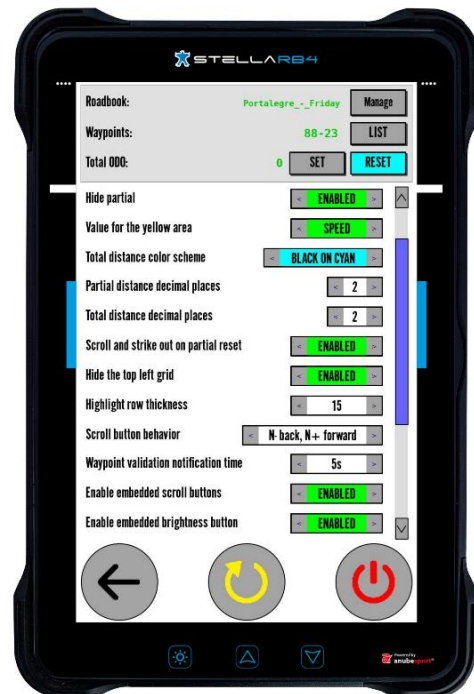 STELLARB4
Roadbook: Portalegre_-_Friday Manage
Waypoints: 88-23 LIST
Total ODO: 0 SET RESET
Hide partial < ENABLED >
Value for the yellow area < SPEED >
Total distance color scheme < BLACK ON CYAN >
Partial distance decimal places < 2 >
Total distance decimal places < 2 >
Scroll and strike out on partial reset < ENABLED >
Hide the top left grid < ENABLED >
Highlight row thickness < 15 >
Scroll button behavior < N- back, N+ forward >
Waypoint validation notification time < 5s >
Enable embedded scroll buttons < ENABLED >
Enable embedded brightness button < ENABLED >
Powered by
anubesport